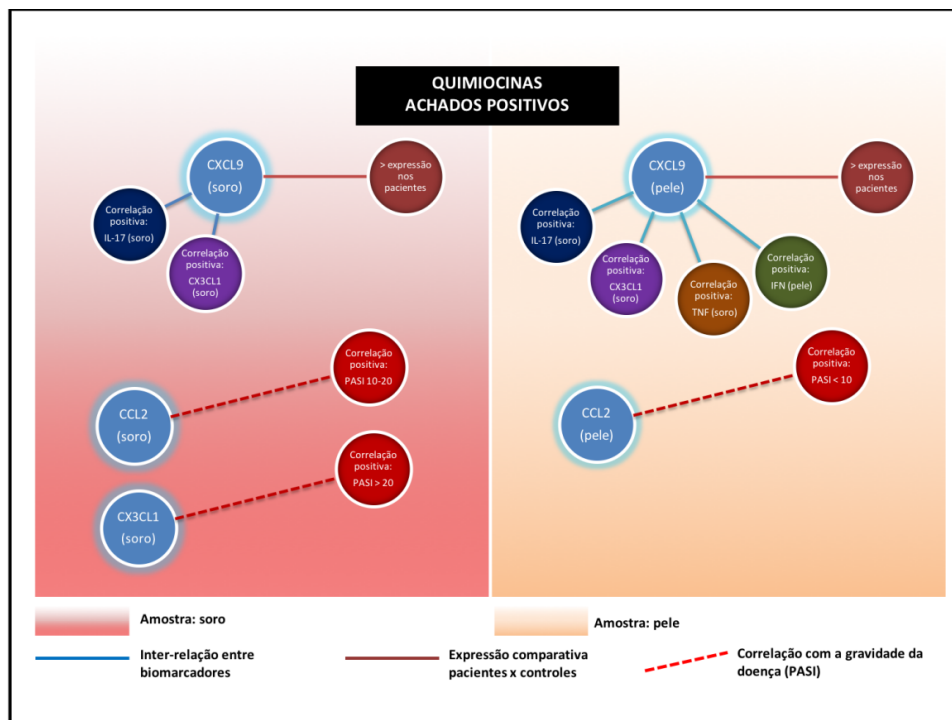 QUIMIOCINAS
ACHADOS POSITIVOS
CXCL9
(soro)
> expressão
nos
pacientes
Correlação
positiva:
IL-17 (soro)
Correlação
positiva:
CX3CL1
(soro)
CCL2
(soro)
Correlação
positiva:
PASI 10-20
CX3CL1
(soro)
Correlação
positiva:
PASI > 20
CXCL9
(pele)
> expressão
nos
pacientes
Correlação
positiva:
IL-17 (soro)
Correlação
positiva:
CX3CL1
(soro)
Correlação
positiva:
TNF (soro)
Correlação
positiva:
IFN (pele)
CCL2
(pele)
Correlação
positiva:
PASI < 10
Amostra: soro
Amostra: pele
Inter-relação entre
biomarcadores
Expressão comparativa
pacientes x controles
Correlação com a gravidade da
doença (PASI)